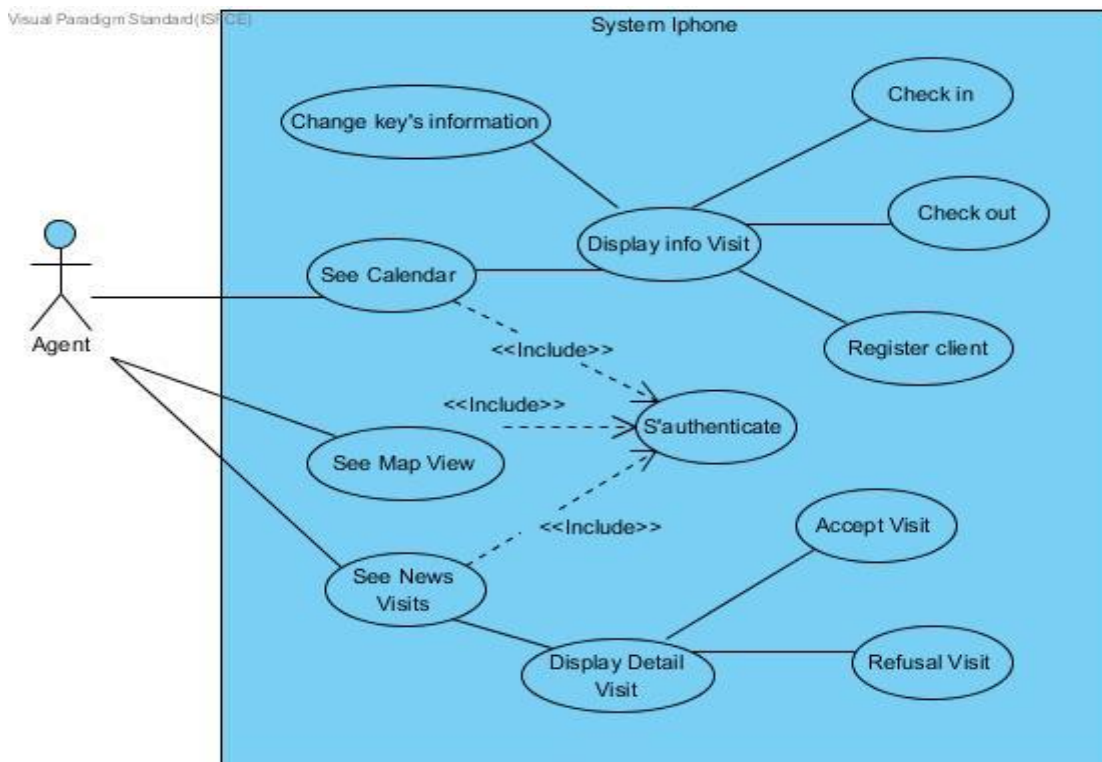 Visual Paradigm Standard(ISFCE)
System Iphone
Check in
Change key's information
Check out
Display info Visit
See Calendar
Agent
<<Include>>
Register client
<<Include>>
S'authenticate
See Map View
Accept Visit
<<Include>>
See News
Visits
Display Detail
Visit
Refusal Visit